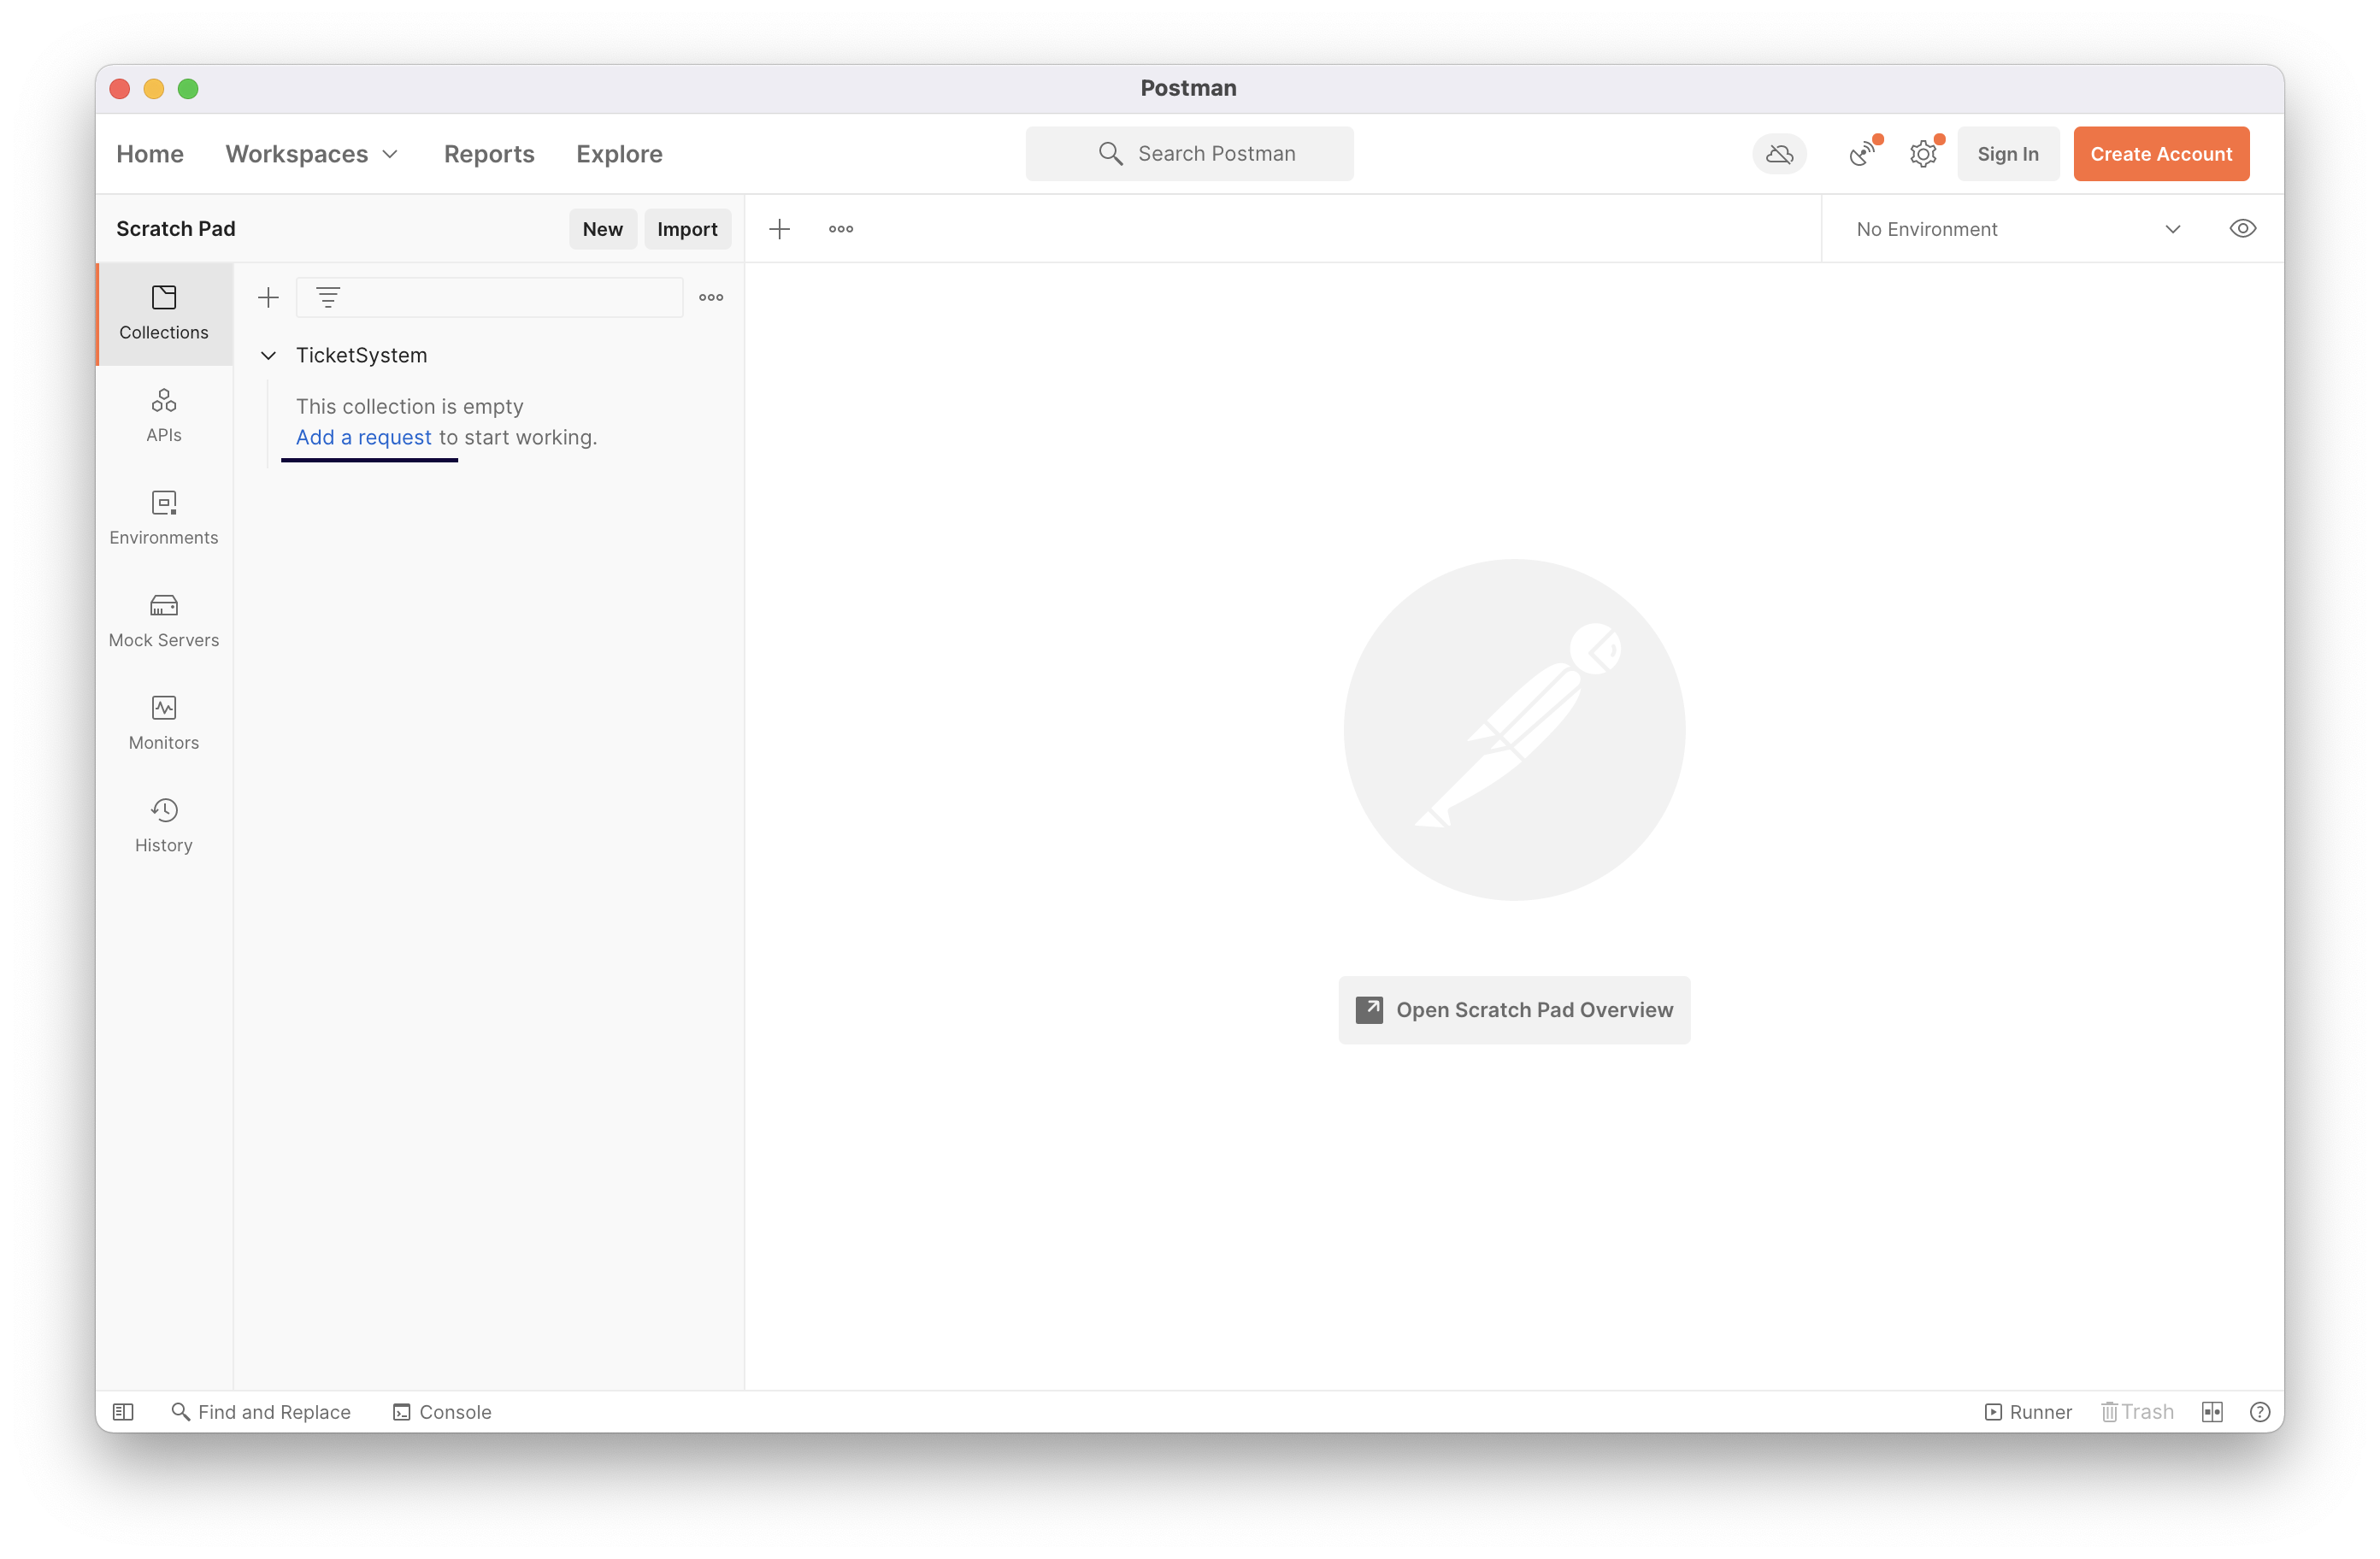 Postman
Home Workspaces Reports Explore Search Postman Sign In Create Account
Scratch Pad New Import No Environment
Collections
APIs
Environments
Mock Servers
Monitors
History
TicketSystem
This collection is empty
Add a request to start working.
Open Scratch Pad Overview
Find and Replace Console Runner Trash